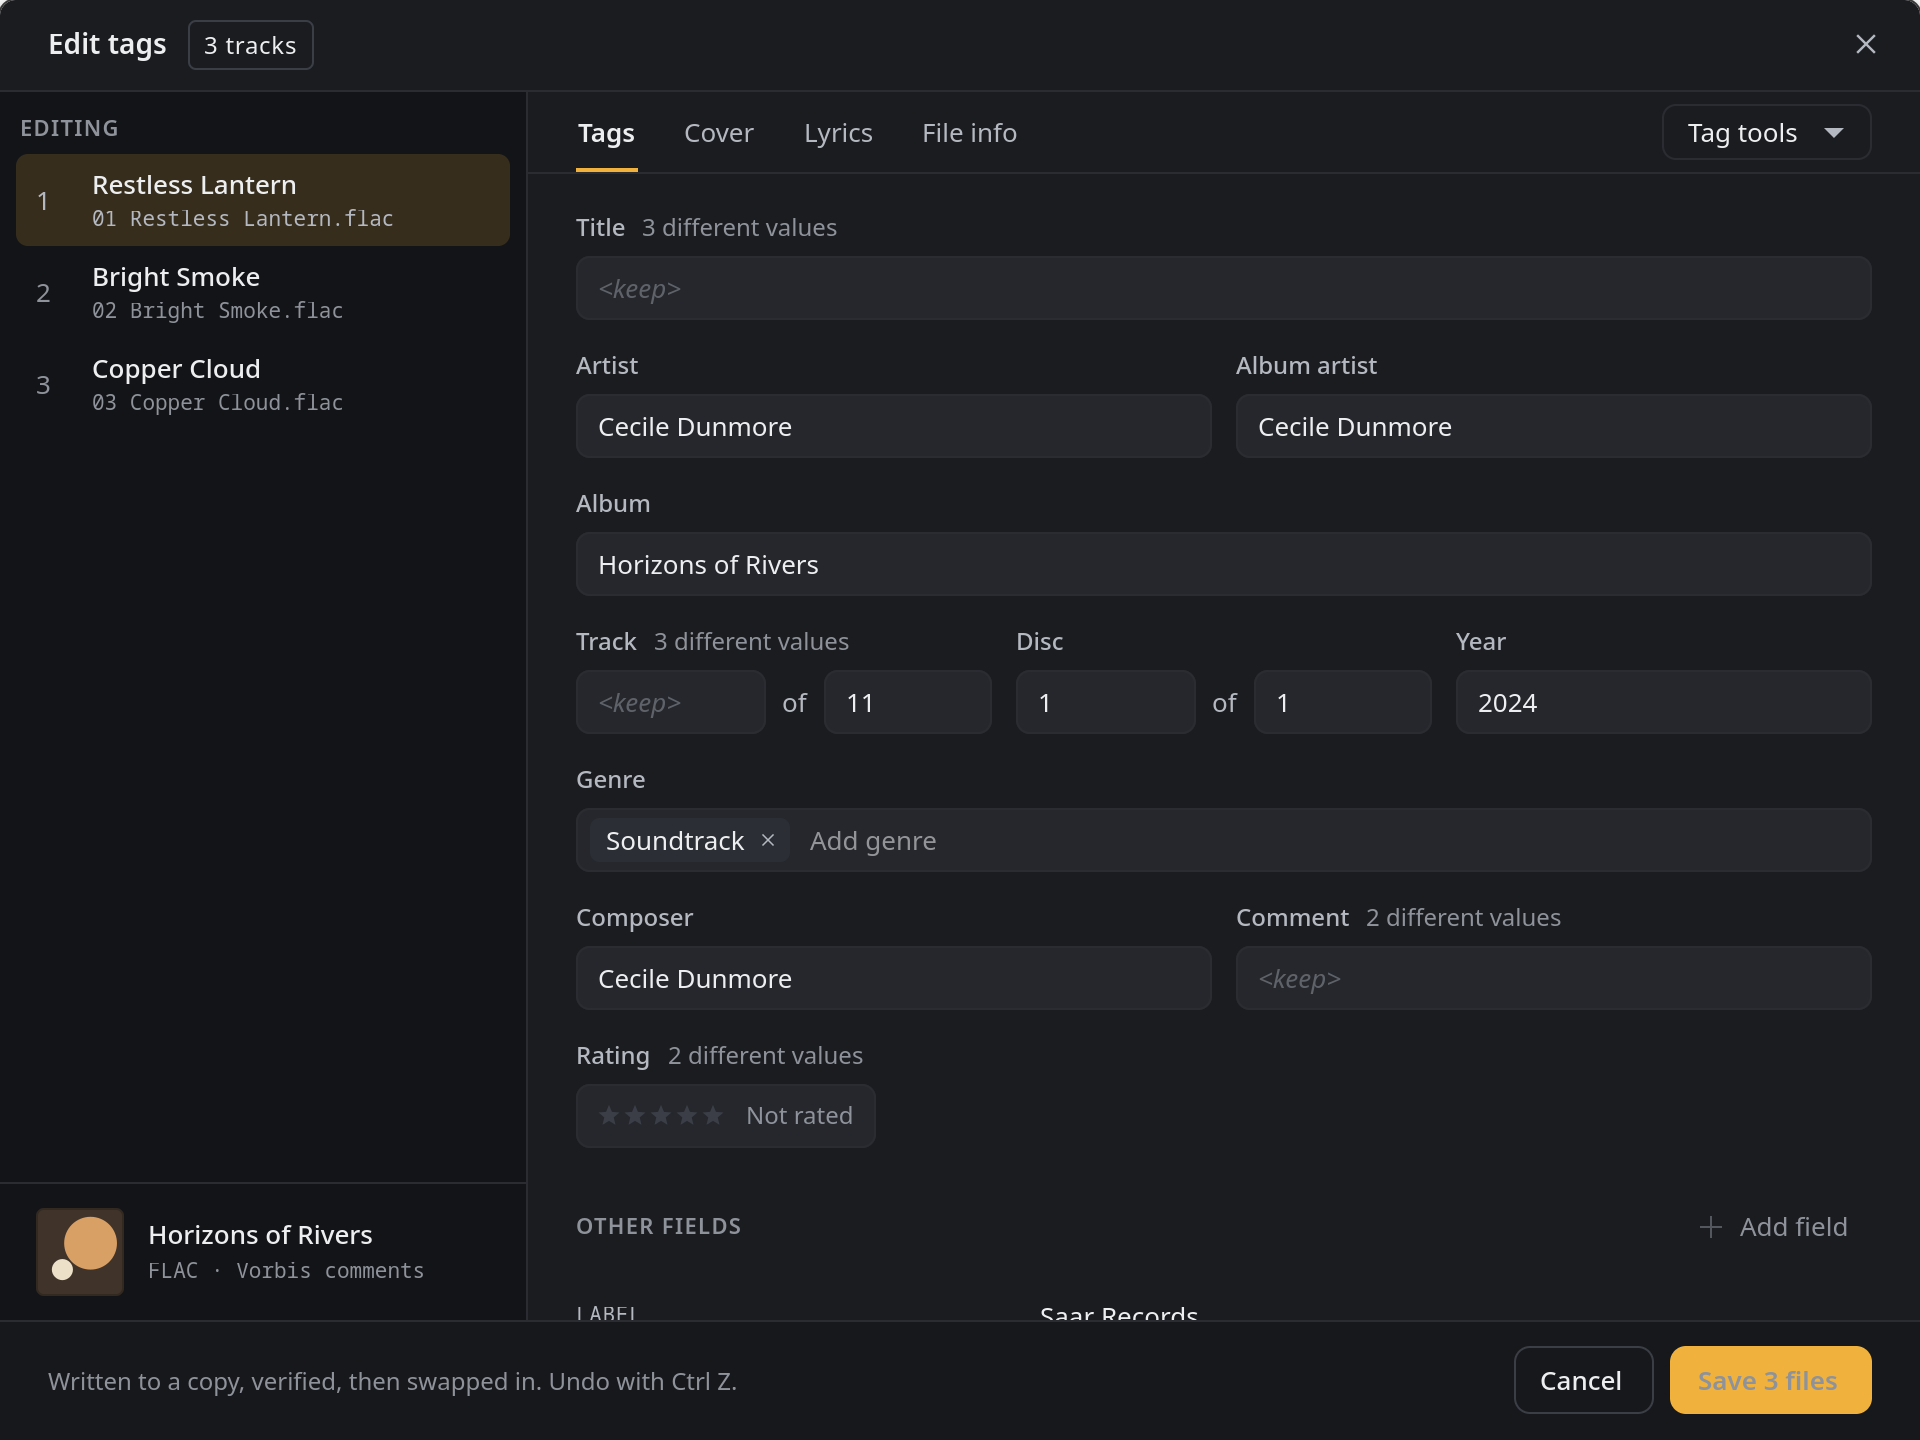 Edit tags 3 tracks
EDITING
1 Restless Lantern
01 Restless Lantern.flac
2 Bright Smoke
02 Bright Smoke.flac
3 Copper Cloud
03 Copper Cloud.flac
Horizons of Rivers
FLAC · Vorbis comments
Tags Cover Lyrics File info Tag tools
Title 3 different values
<keep>
Artist Album artist
Cecile Dunmore Cecile Dunmore
Album
Horizons of Rivers
Track 3 different values Disc Year
<keep> of 11 1 of 1 2024
Genre
Soundtrack Add genre
Composer Comment 2 different values
Cecile Dunmore <keep>
Rating 2 different values
Not rated
OTHER FIELDS Add field
LABEL Saar Records
Written to a copy, verified, then swapped in. Undo with Ctrl Z. Cancel Save 3 files